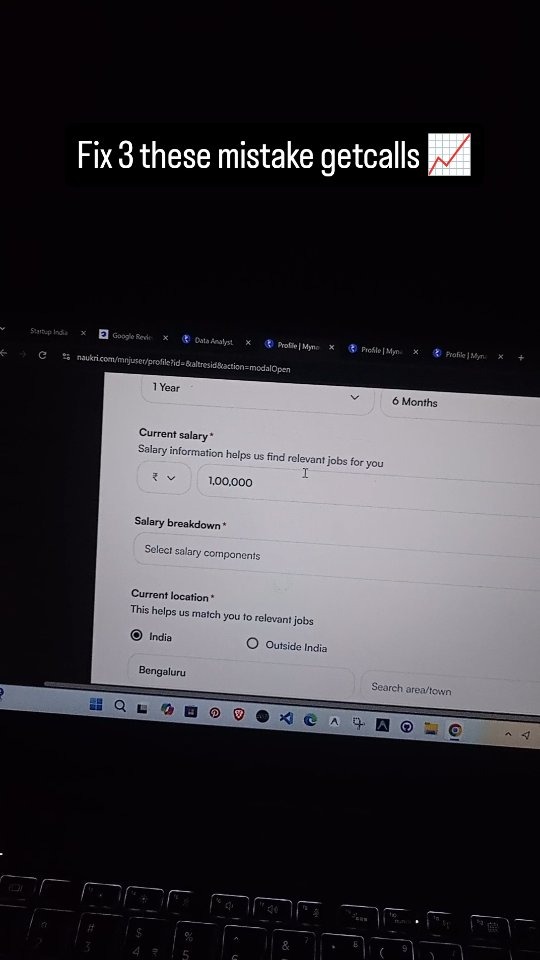 Fix 3 these mistake getcalls 📈
Startup India
Google Revie
Data Analyst
Profile | Myna
Profile | Myna
Profile | Myna
naukri.com/mnjuser/profile?id=&altresid&action=modalOpen
1 Year
6 Months
Current salary*
Salary information helps us find relevant jobs for you
₹
1,00,000
Salary breakdown*
Select salary components
Current location*
This helps us match you to relevant jobs
India
Outside India
Bengaluru
Search area/town